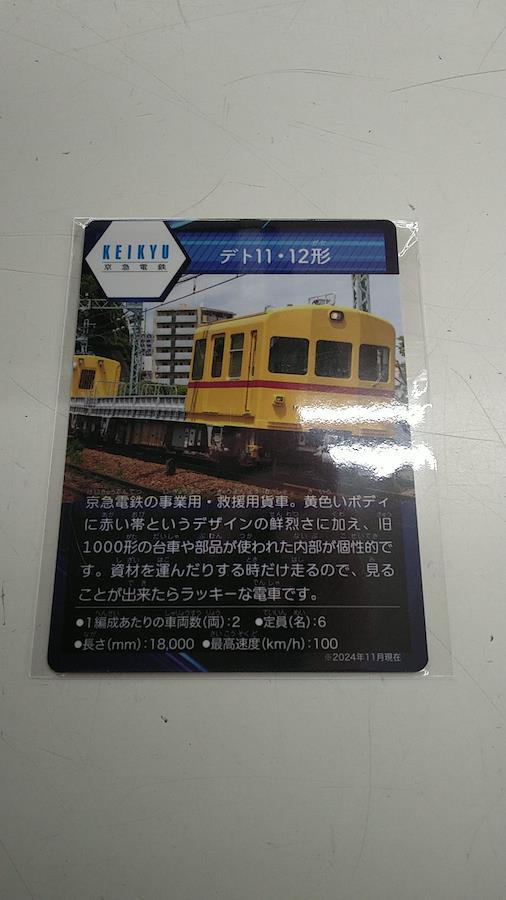 KEIKYU
京急電鉄
デト11・12形
京急電鉄の事業用・救援用貨車。黄色いボディ
に赤い帯というデザインの鮮烈さに加え、旧
1000形の台車や部品が使われた内部が個性的で
す。資材を運んだりする時だけ走るので、見る
ことが出来たらラッキーな電車です。
●1編成あたりの車両数(両):2 ●定員(名):6
●長さ(mm):18,000 ●最高速度(km/h):100
※2024年11月現在